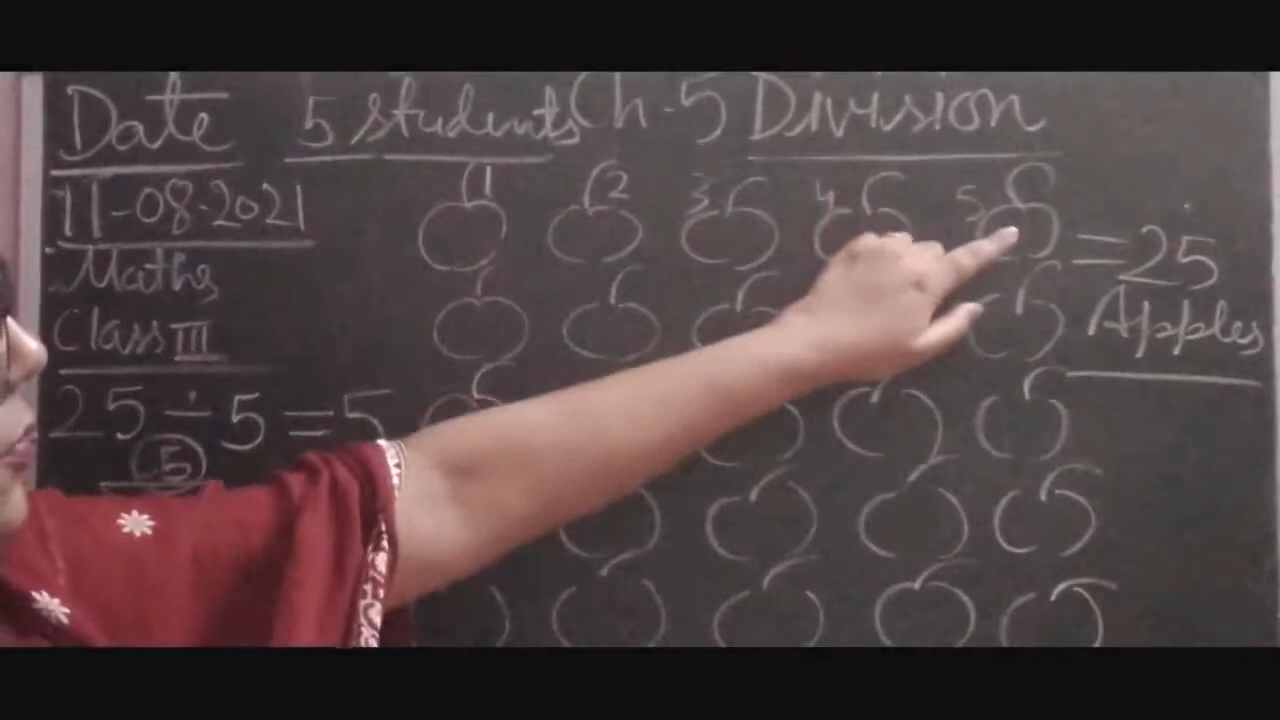 Date 5 students Ch-5 Division
11-08-2021
1 2 3 4 5
= 25
Apples
Maths
Class III
25 ÷ 5 = 5
5